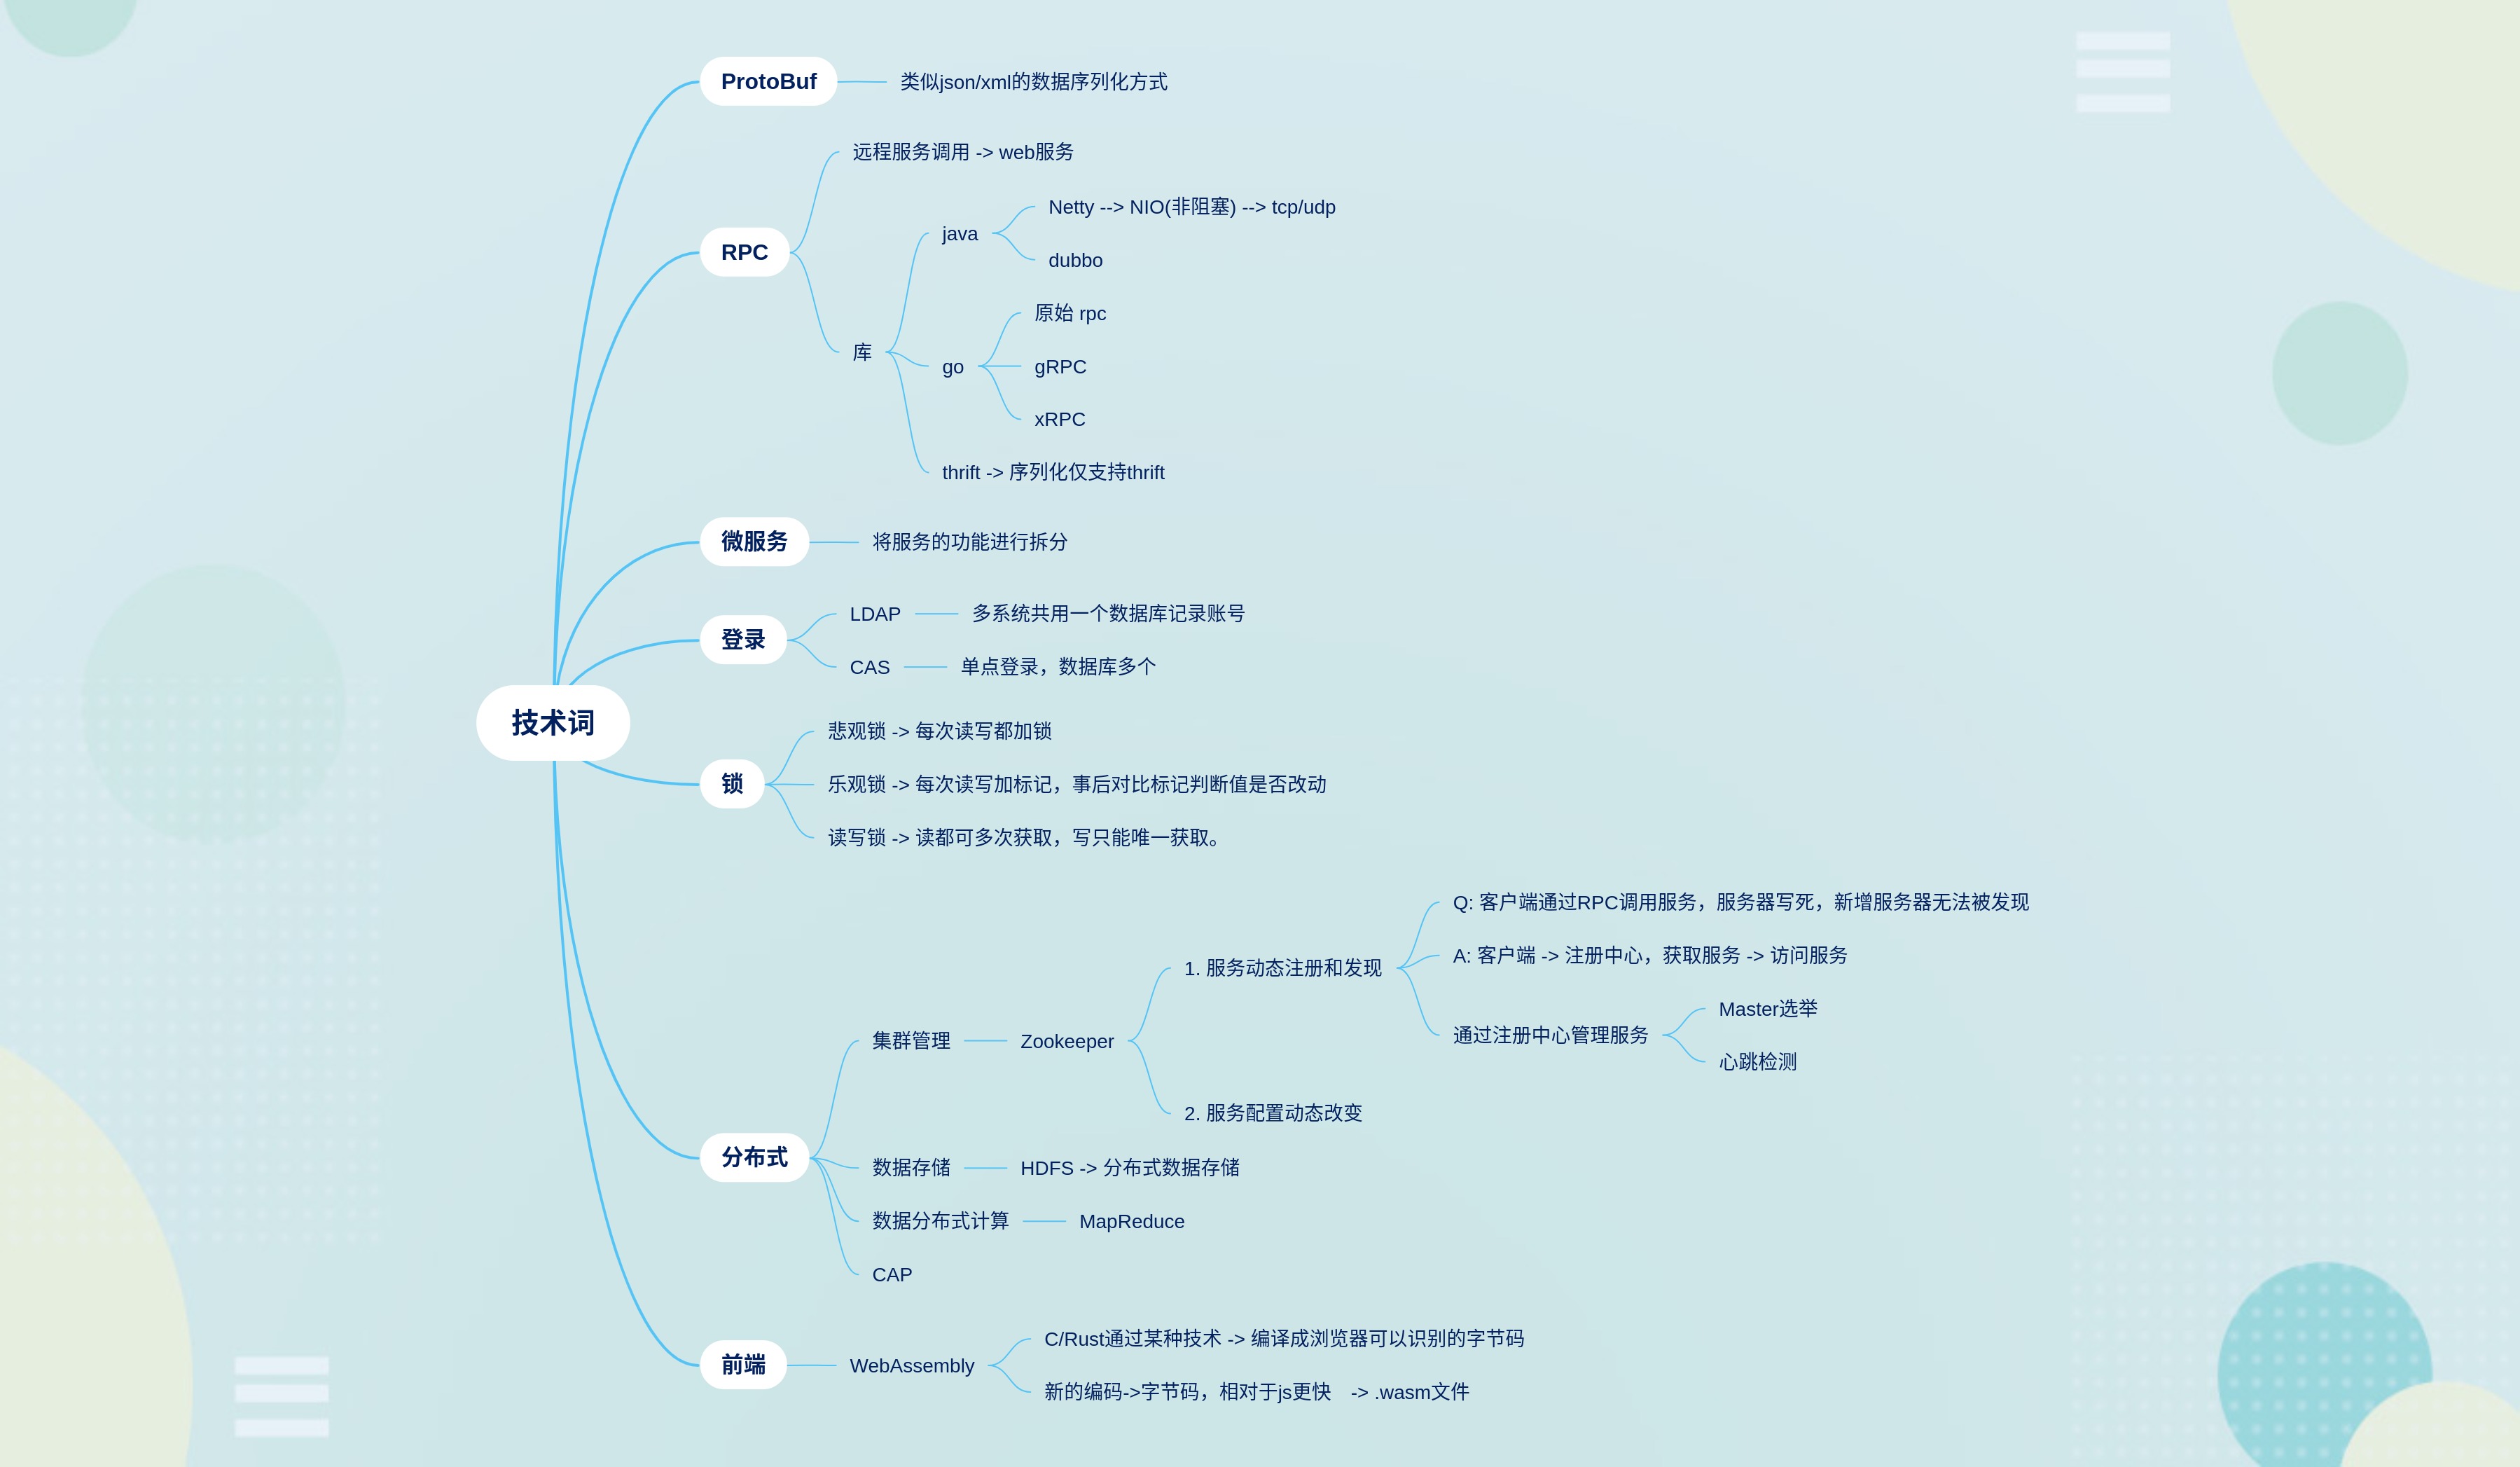 ProtoBuf
类似json/xml的数据序列化方式
RPC
远程服务调用 -> web服务
库
java
Netty --> NIO(非阻塞) --> tcp/udp
dubbo
go
原始 rpc
gRPC
xRPC
thrift -> 序列化仅支持thrift
微服务
将服务的功能进行拆分
登录
LDAP
多系统共用一个数据库记录账号
CAS
单点登录，数据库多个
技术词
锁
悲观锁 -> 每次读写都加锁
乐观锁 -> 每次读写加标记，事后对比标记判断值是否改动
读写锁 -> 读都可多次获取，写只能唯一获取。
分布式
集群管理
Zookeeper
1. 服务动态注册和发现
Q: 客户端通过RPC调用服务，服务器写死，新增服务器无法被发现
A: 客户端 -> 注册中心，获取服务 -> 访问服务
通过注册中心管理服务
Master选举
心跳检测
2. 服务配置动态改变
数据存储
HDFS -> 分布式数据存储
数据分布式计算
MapReduce
CAP
前端
WebAssembly
C/Rust通过某种技术 -> 编译成浏览器可以识别的字节码
新的编码->字节码，相对于js更快　-> .wasm文件